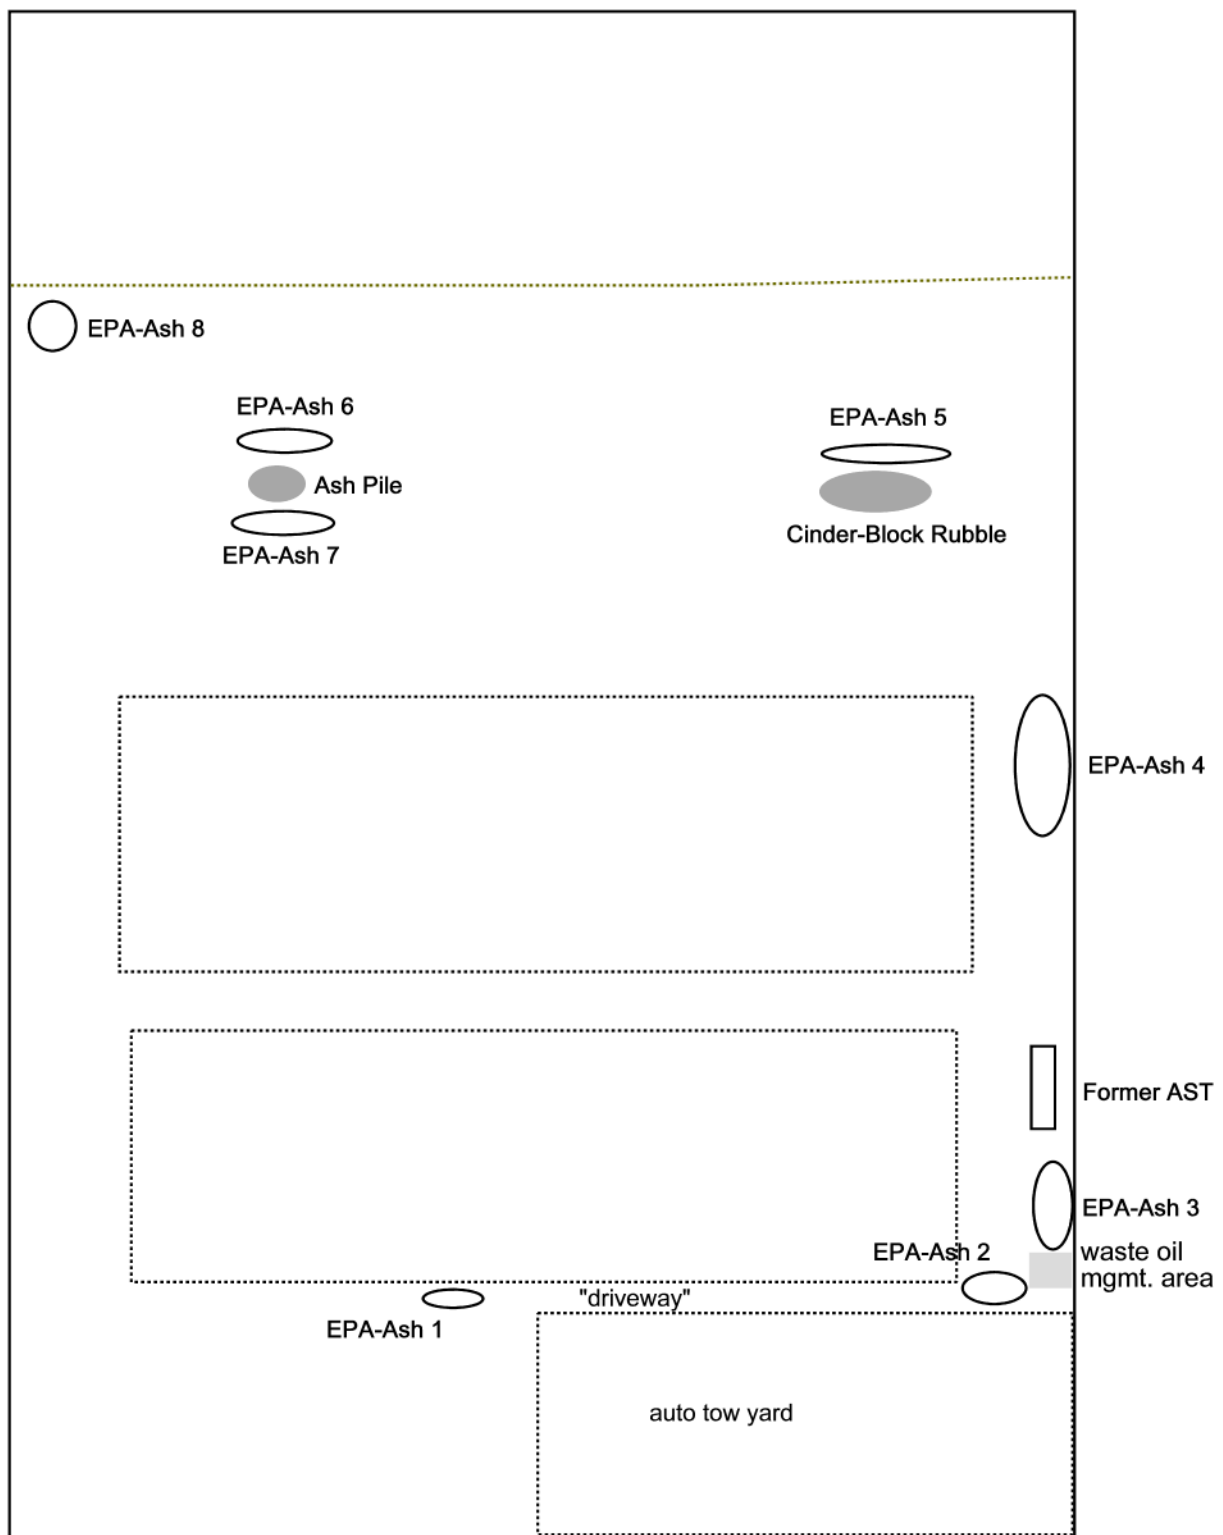 EPA-Ash 8
EPA-Ash 6
EPA-Ash 5
Ash Pile
Cinder-Block Rubble
EPA-Ash 7
EPA-Ash 4
Former AST
EPA-Ash 3
EPA-Ash 2
waste oil
mgmt. area
"driveway"
EPA-Ash 1
auto tow yard